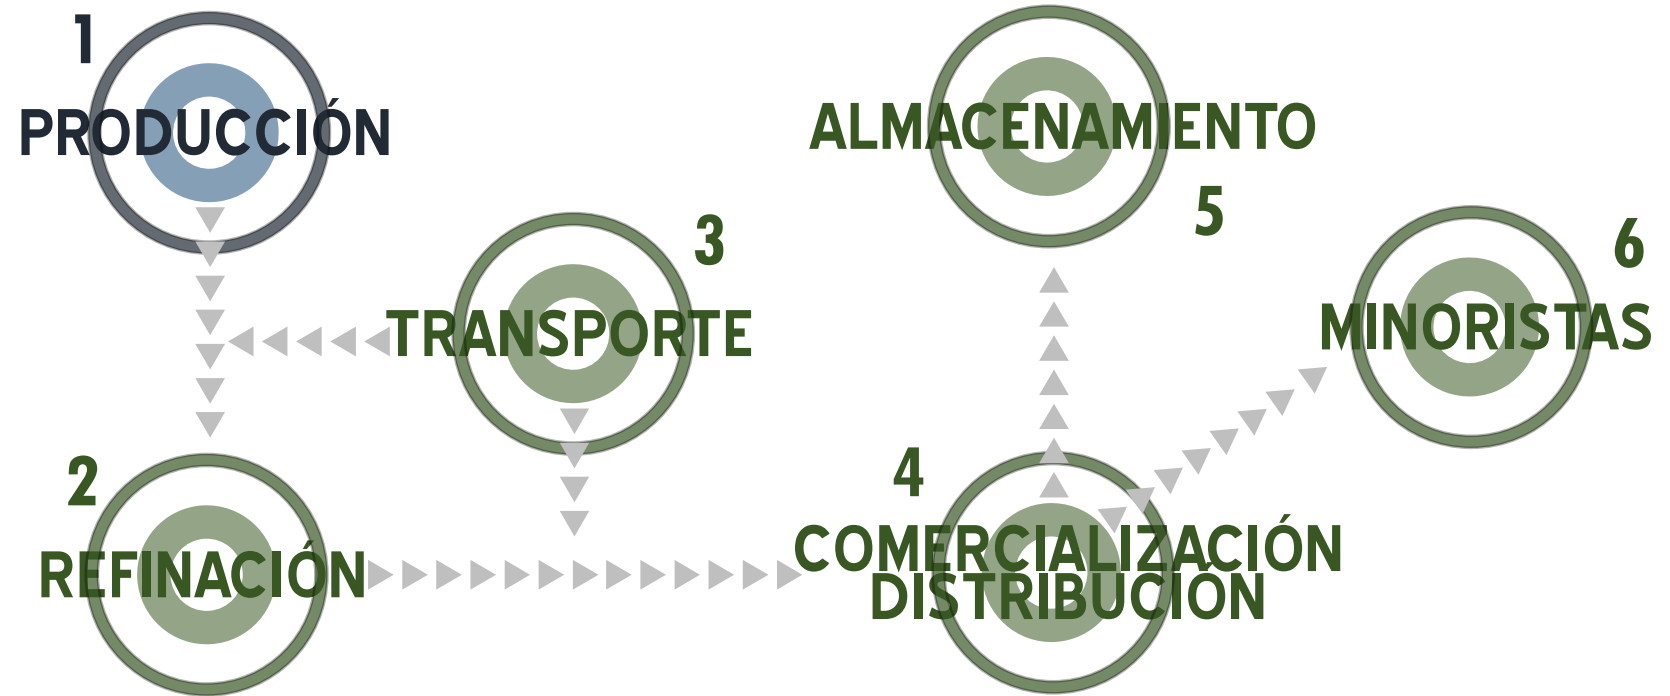 1
PRODUCCIÓN
2
REFINACIÓN
3
TRANSPORTE
4
COMERCIALIZACIÓN
DISTRIBUCIÓN
ALMACENAMIENTO
5
6
MINORISTAS